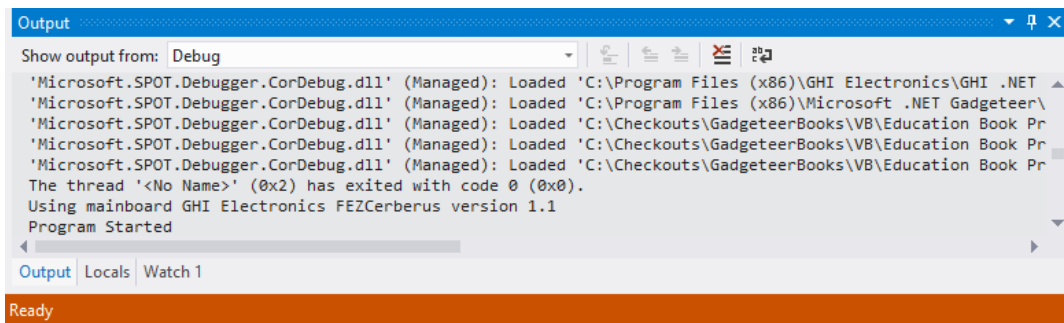 Output
Show output from: Debug
'Microsoft.SPOT.Debugger.CorDebug.dll' (Managed): Loaded 'C:\Program Files (x86)\GHI Electronics\GHI .NET
'Microsoft.SPOT.Debugger.CorDebug.dll' (Managed): Loaded 'C:\Program Files (x86)\Microsoft .NET Gadgeteer\
'Microsoft.SPOT.Debugger.CorDebug.dll' (Managed): Loaded 'C:\Checkouts\GadgeteerBooks\VB\Education Book Pr
'Microsoft.SPOT.Debugger.CorDebug.dll' (Managed): Loaded 'C:\Checkouts\GadgeteerBooks\VB\Education Book Pr
'Microsoft.SPOT.Debugger.CorDebug.dll' (Managed): Loaded 'C:\Checkouts\GadgeteerBooks\VB\Education Book Pr
The thread '<No Name>' (0x2) has exited with code 0 (0x0).
Using mainboard GHI Electronics FEZCerberus version 1.1
Program Started
Output Locals Watch 1
Ready